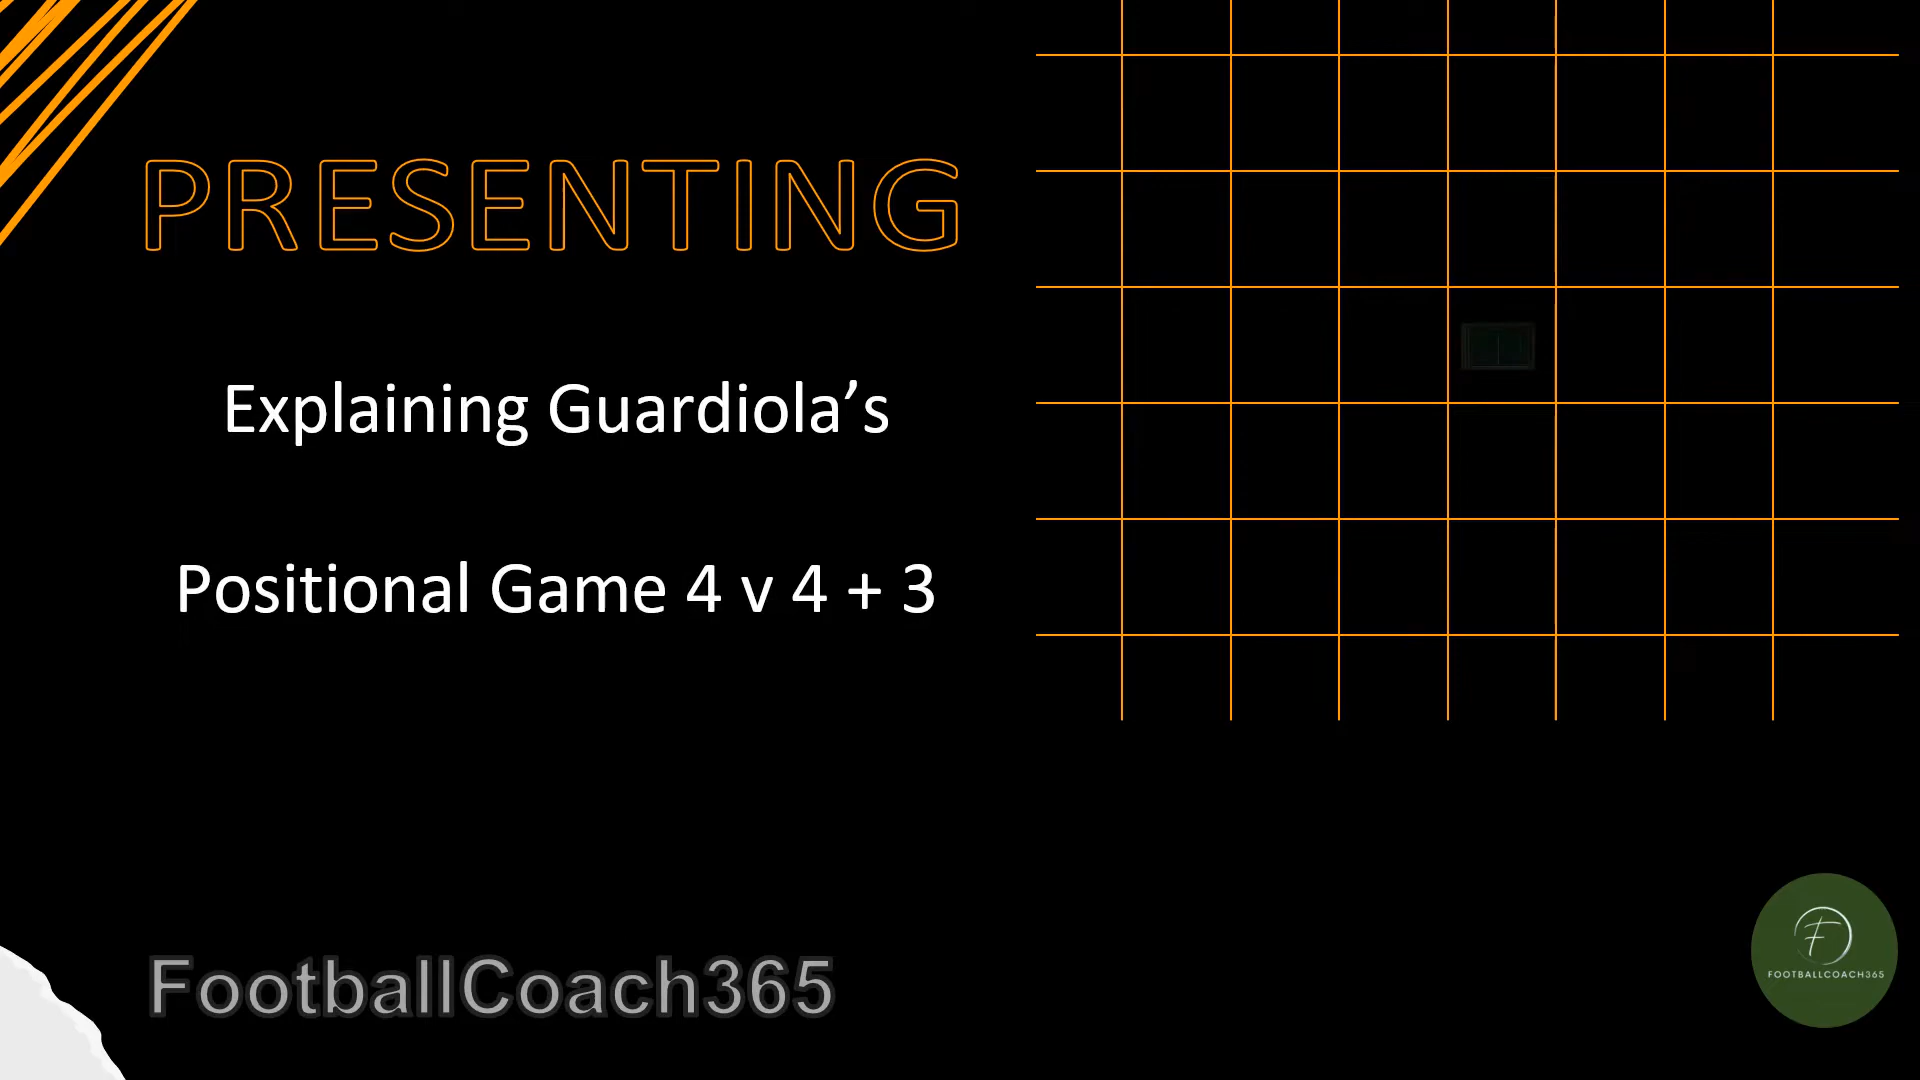 PRESENTING
Explaining Guardiola’s
Positional Game 4 v 4 + 3
FootballCoach365
FOOTBALLCOACH365